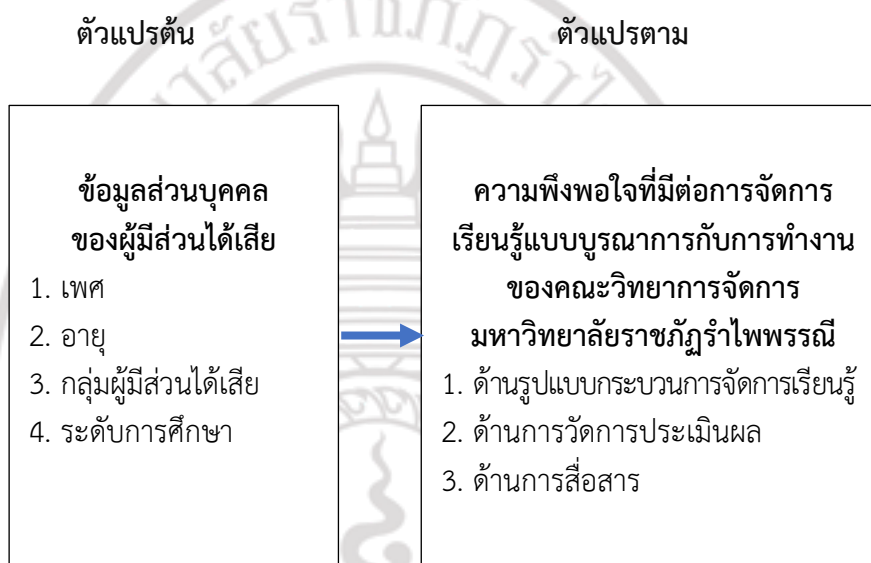 ตัวแปรต้น
ตัวแปรตาม
ข้อมูลส่วนบุคคล
ของผู้มีส่วนได้เสีย
1. เพศ
2. อายุ
3. กลุ่มผู้มีส่วนได้เสีย
4. ระดับการศึกษา
ความพึงพอใจที่มีต่อการจัดการ
เรียนรู้แบบบูรณาการกับการทำงาน
ของคณะวิทยาการจัดการ
มหาวิทยาลัยราชภัฏรำไพพรรณี
1. ด้านรูปแบบกระบวนการจัดการเรียนรู้
2. ด้านการวัดการประเมินผล
3. ด้านการสื่อสาร